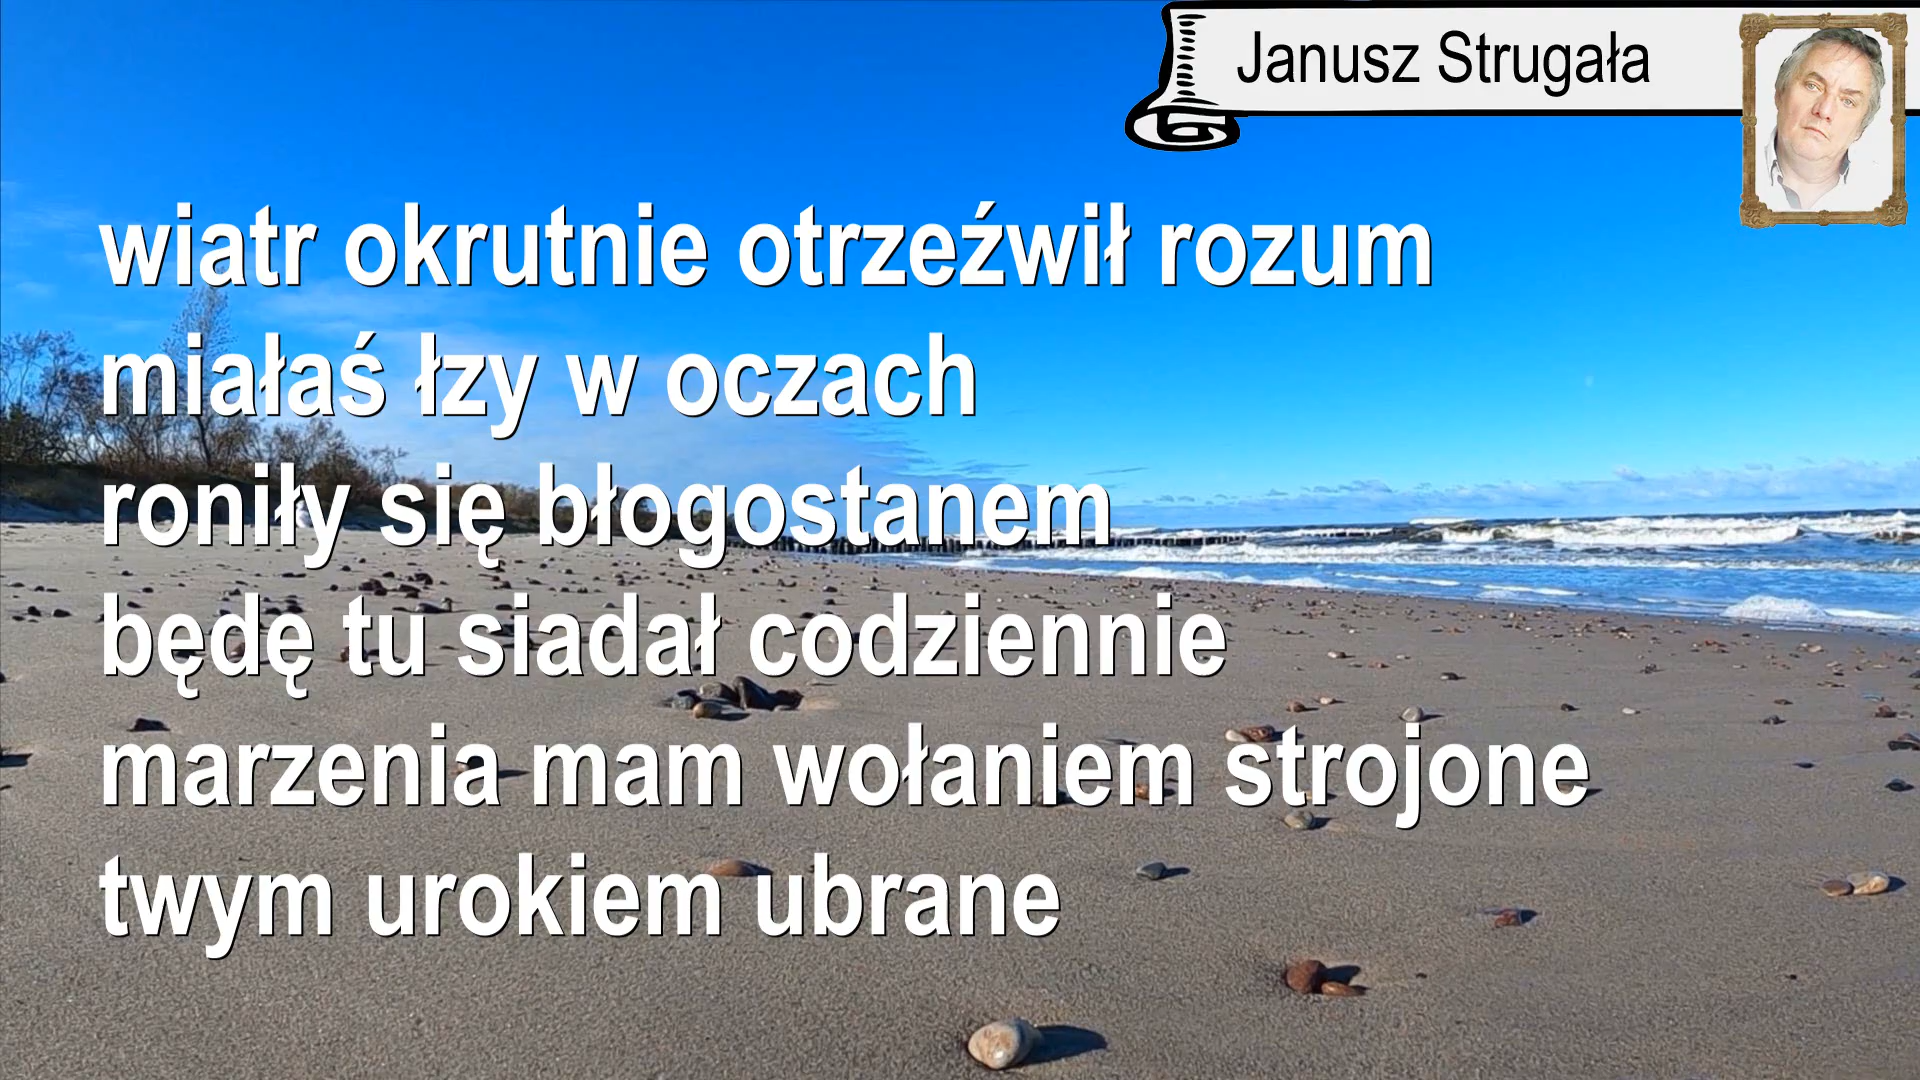 Janusz Strugała
wiatr okrutnie otrzeźwił rozum
miałaś łzy w oczach
roniły się błogostanem
będę tu siadał codziennie
marzenia mam wołaniem strojone
twym urokiem ubrane